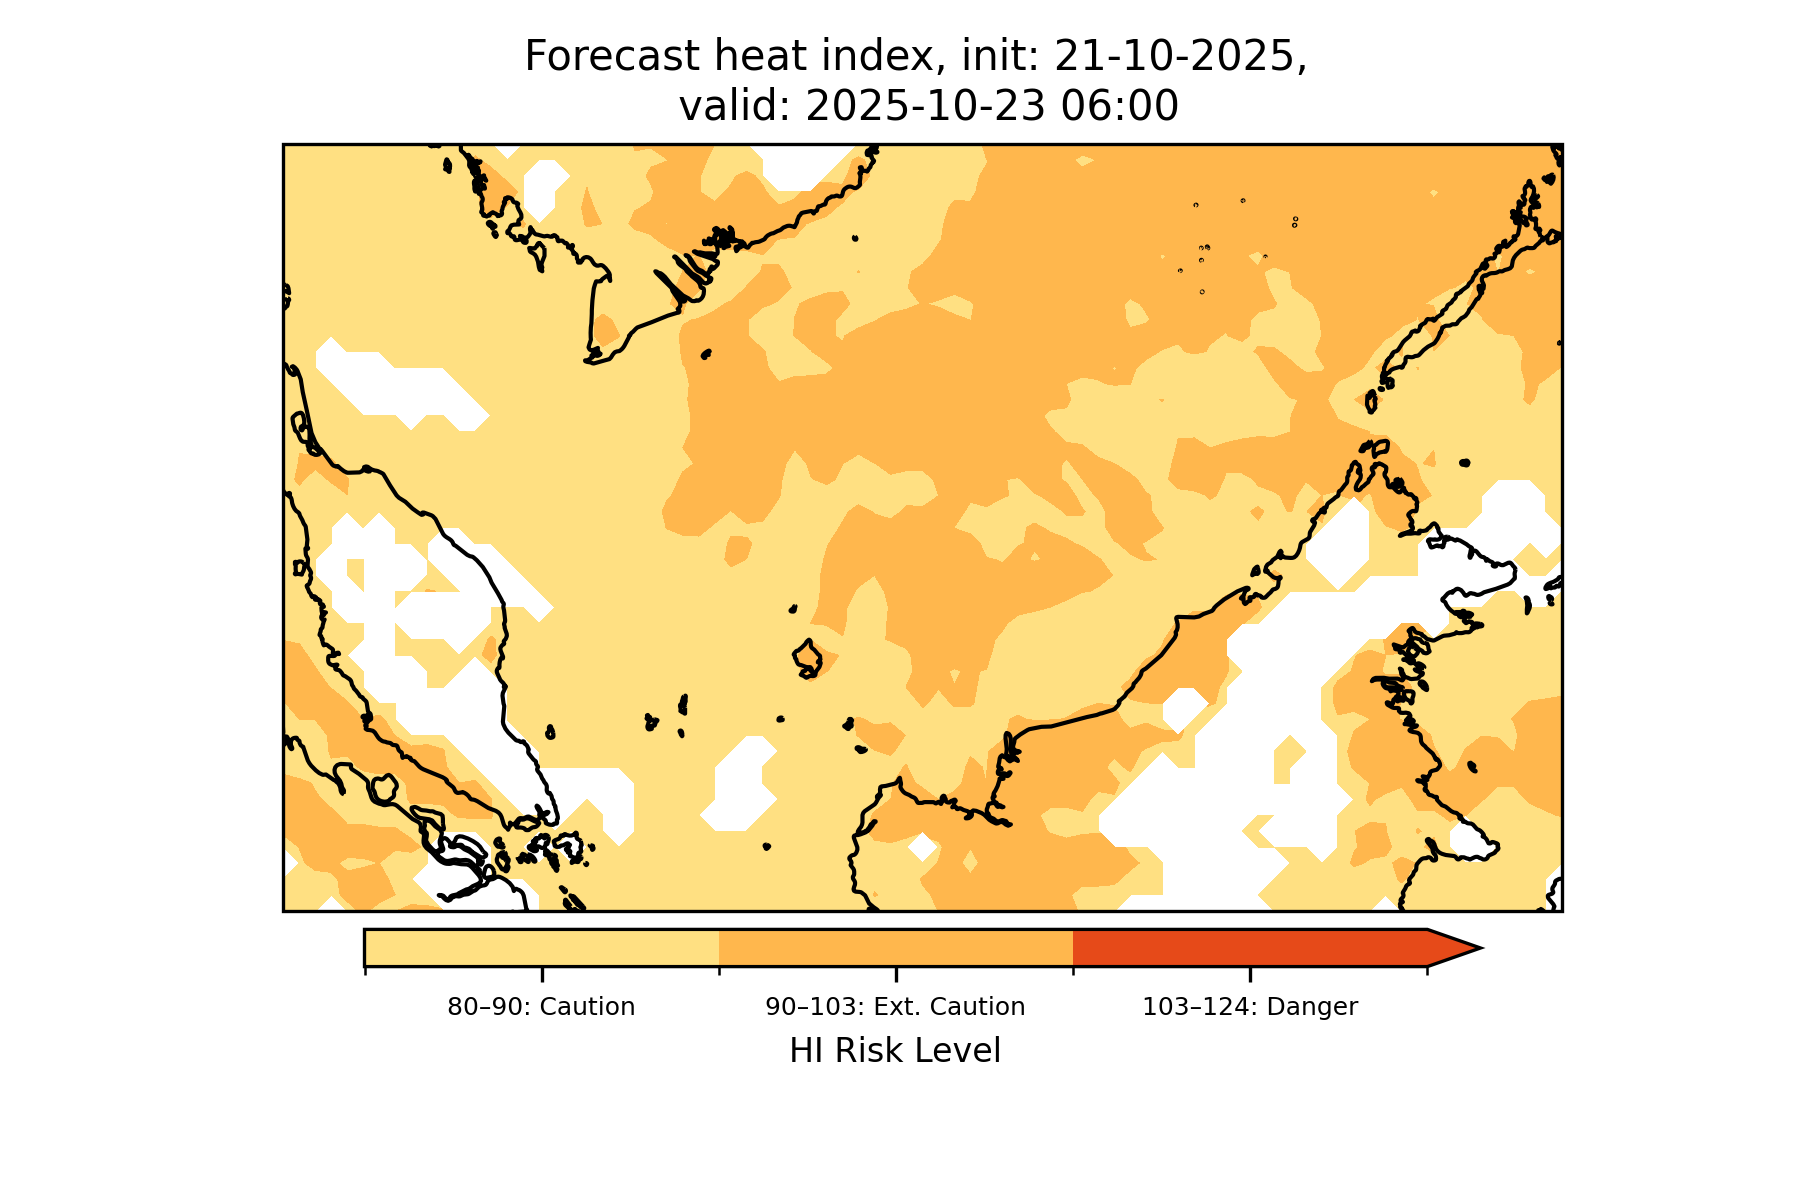 Forecast heat index, init: 21-10-2025,
valid: 2025-10-23 06:00
80–90: Caution
90–103: Ext. Caution
103–124: Danger
HI Risk Level